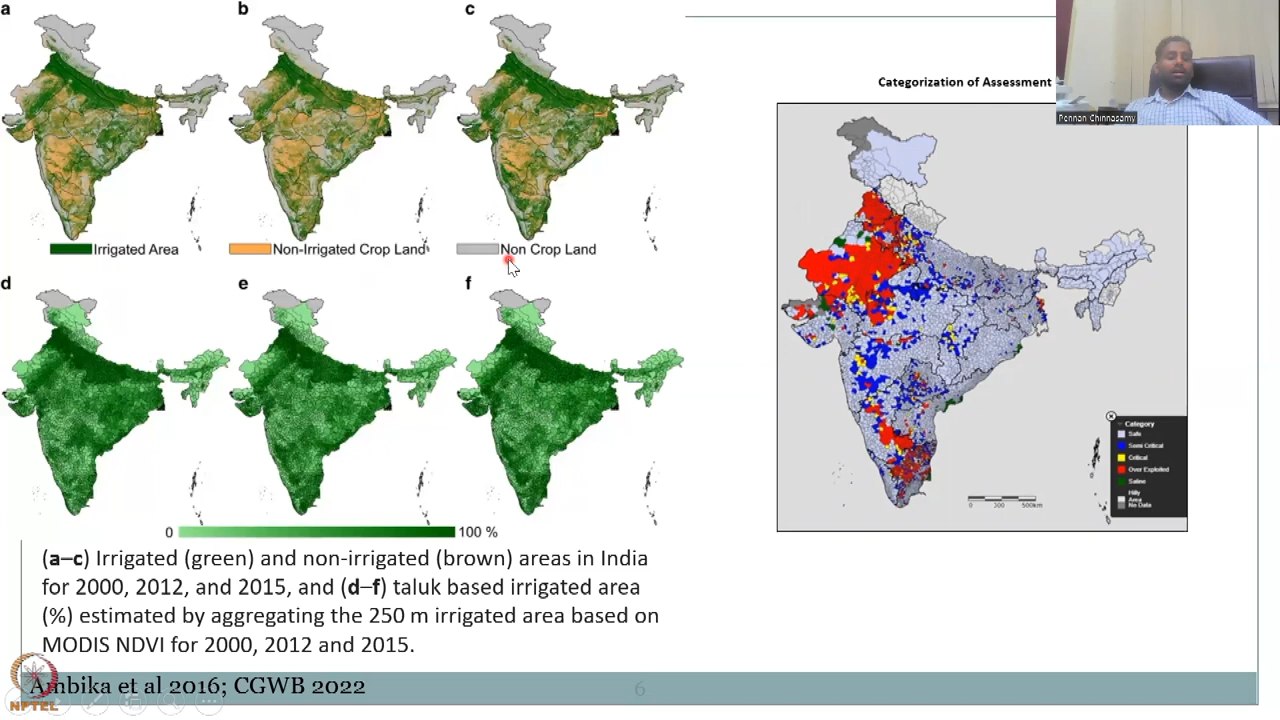 a
b
c
Irrigated Area
Non-Irrigated Crop Land
Non Crop Land
d
e
f
0
100 %
(a–c) Irrigated (green) and non-irrigated (brown) areas in India
for 2000, 2012, and 2015, and (d–f) taluk based irrigated area
(%) estimated by aggregating the 250 m irrigated area based on
MODIS NDVI for 2000, 2012 and 2015.
Ambika et al 2016; CGWB 2022
6
NPTEL
Categorization of Assessment
Pennan Chinnasamy
Category
Safe
Semi Critical
Critical
Over Exploited
Saline
Hilly
Area
No Data
500km